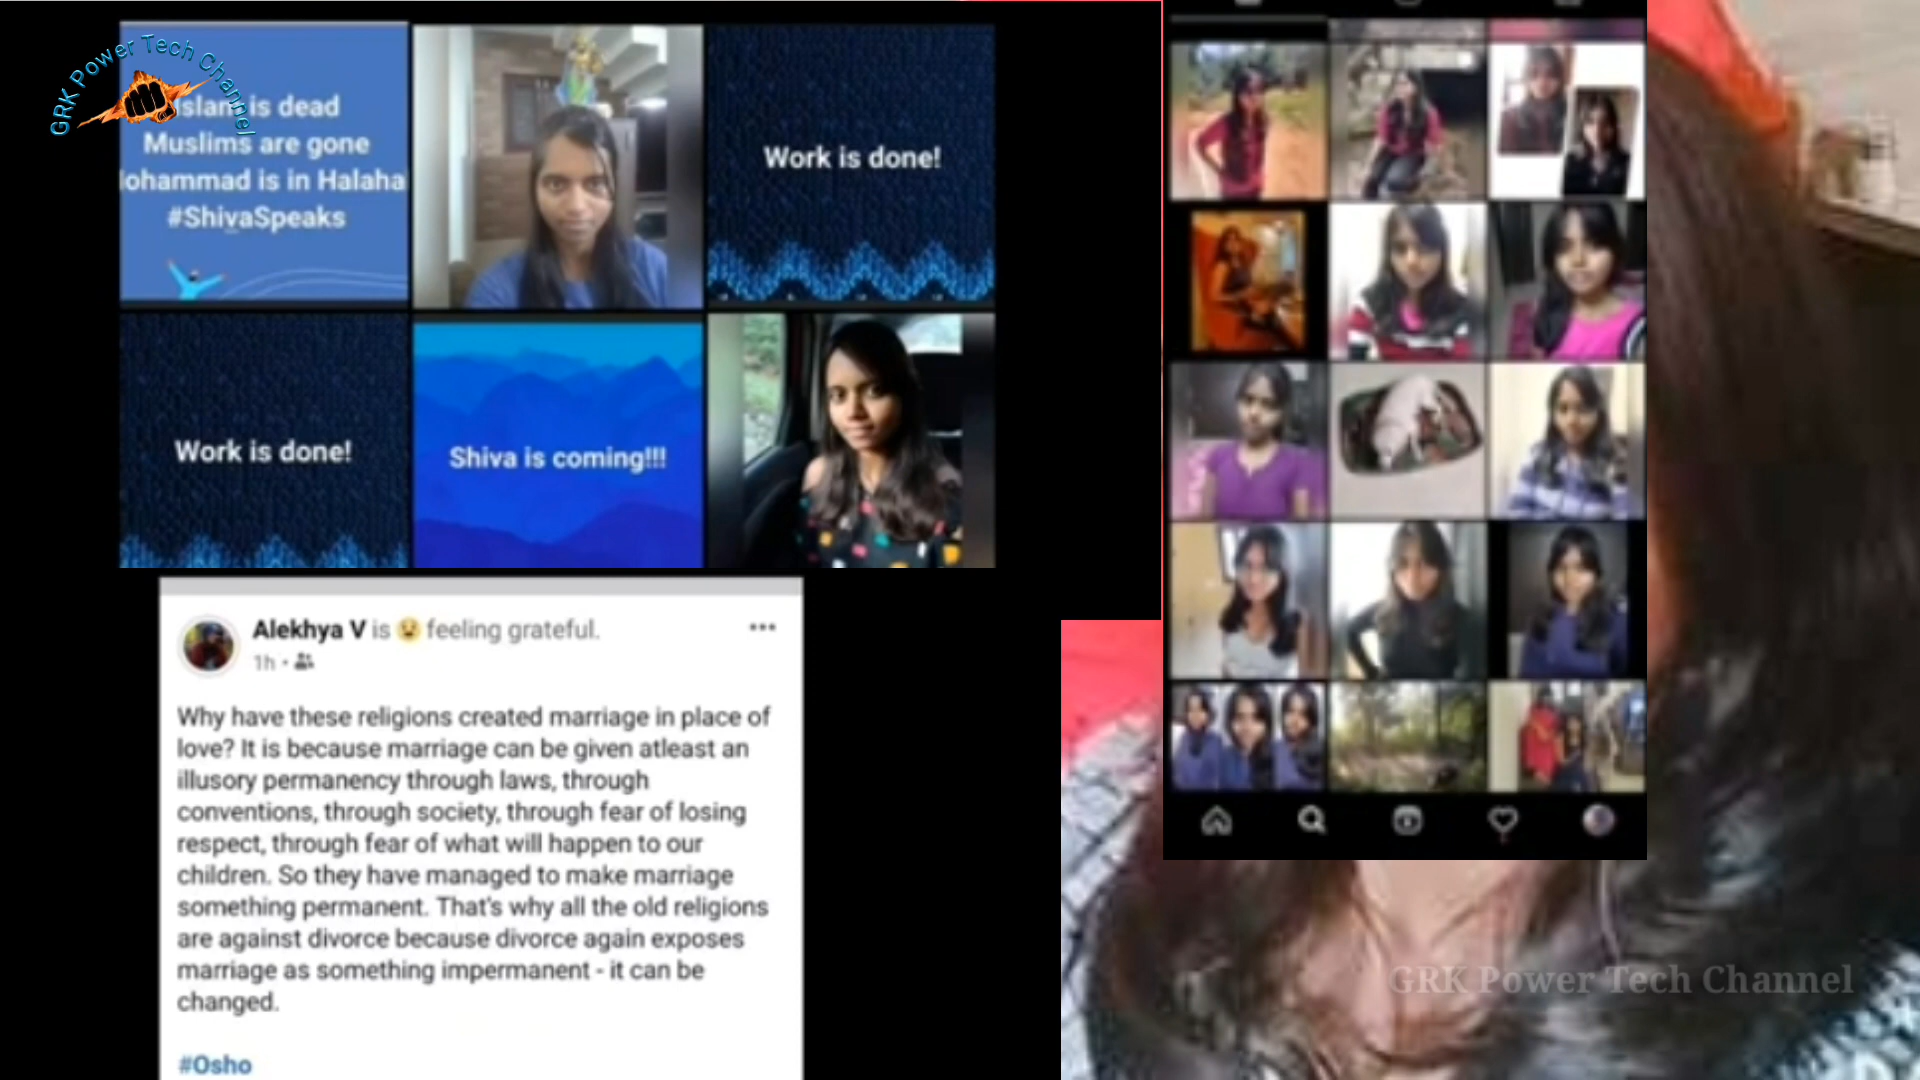 GRK Power Tech Channel
Islam is dead
Muslims are gone
Mohammad is in Halaha
#ShivaSpeaks
Work is done!
Work is done!
Shiva is coming!!!
Alekhya V is 😉 feeling grateful.
1h •
Why have these religions created marriage in place of
love? It is because marriage can be given atleast an
illusory permanency through laws, through
conventions, through society, through fear of losing
respect, through fear of what will happen to our
children. So they have managed to make marriage
something permanent. That's why all the old religions
are against divorce because divorce again exposes
marriage as something impermanent - it can be
changed.
#Osho
GRK Power Tech Channel